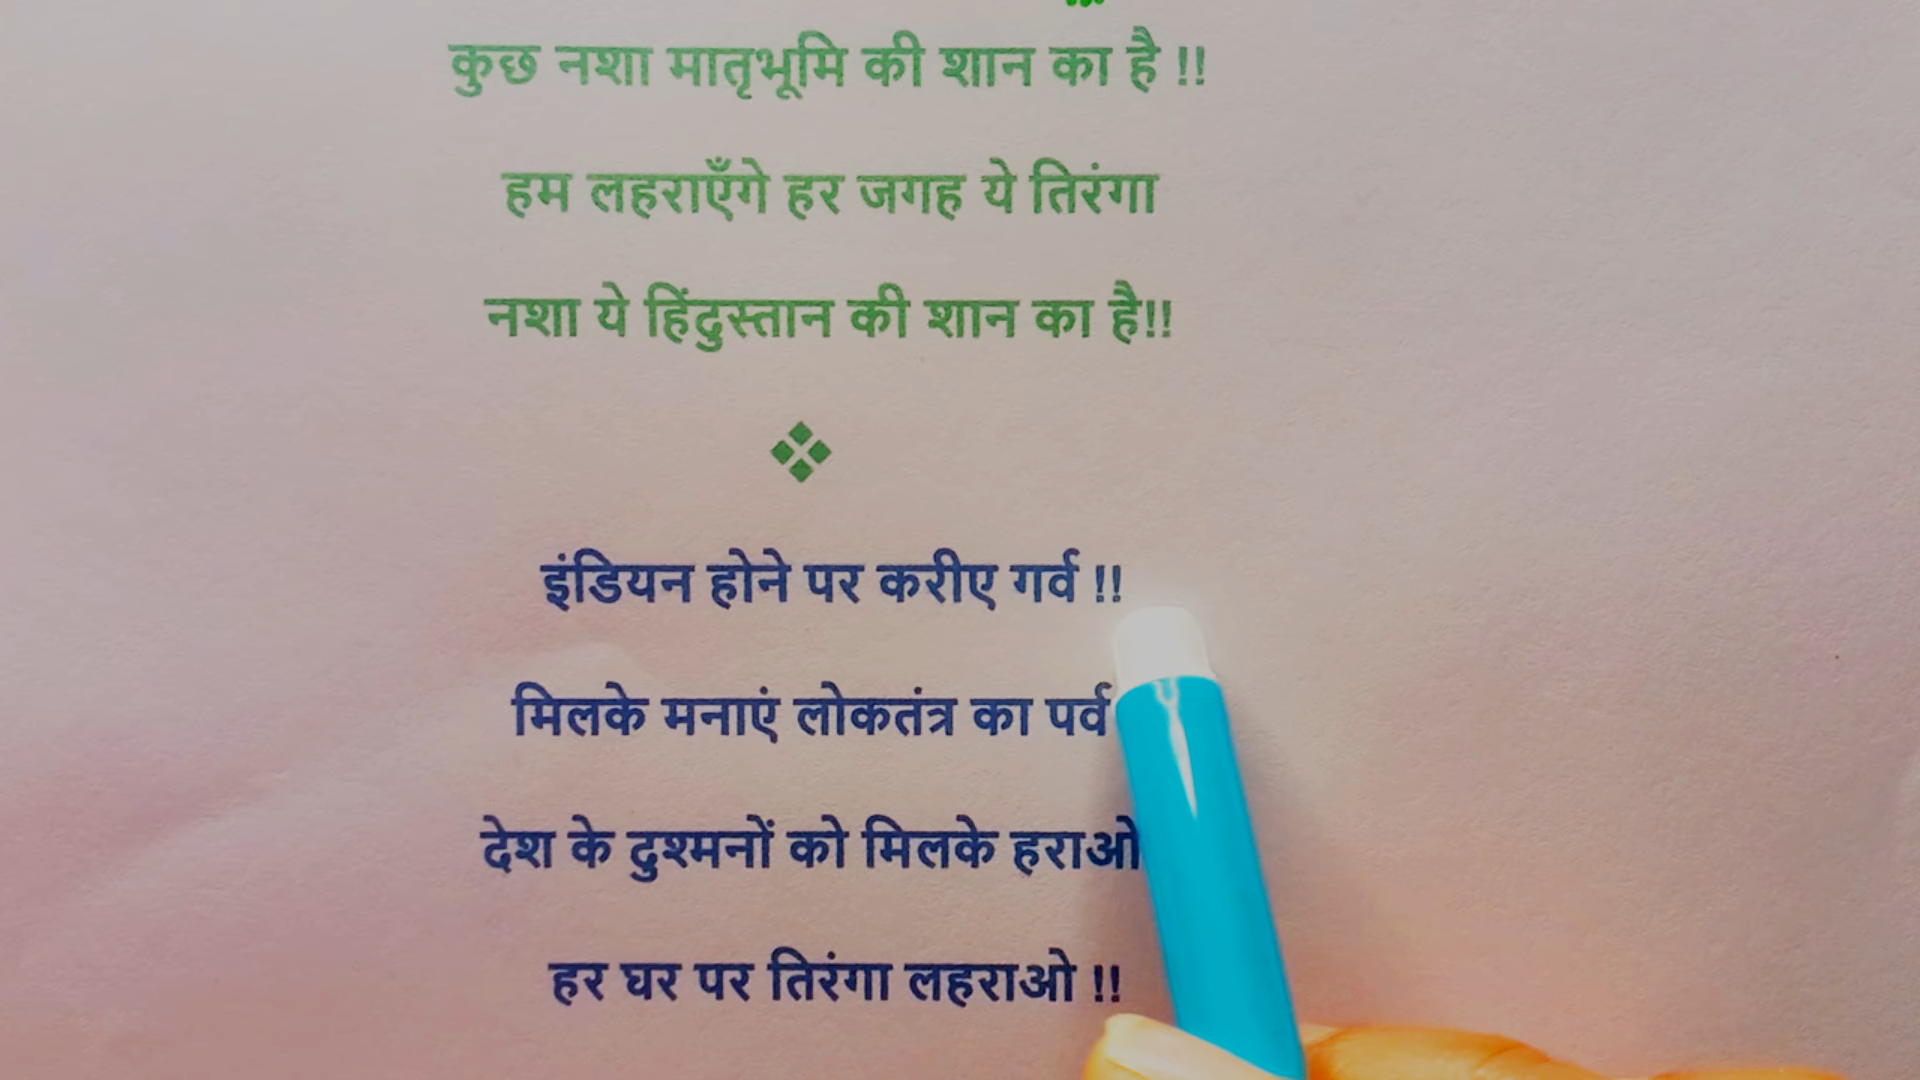 कुछ नशा मातृभूमि की शान का है !!
हम लहराएँगे हर जगह ये तिरंगा
नशा ये हिंदुस्तान की शान का है!!
इंडियन होने पर करीए गर्व !!
मिलके मनाएं लोकतंत्र का पर्व
देश के दुश्मनों को मिलके हराओ
हर घर पर तिरंगा लहराओ !!